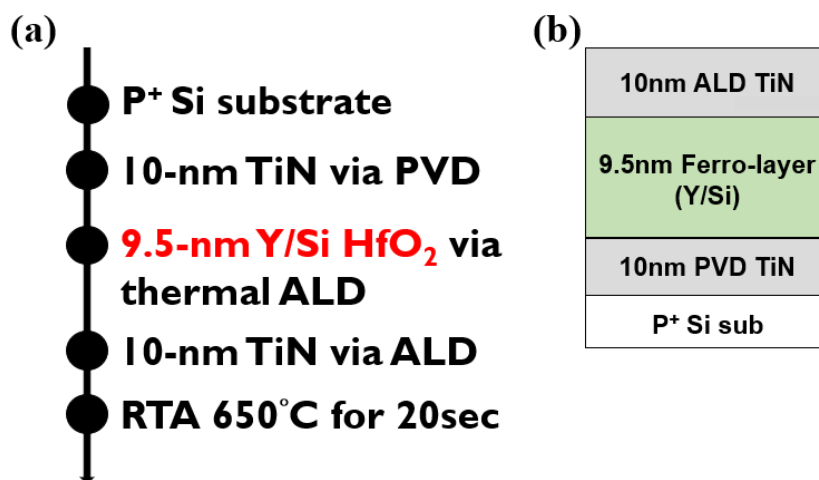 (a)
P⁺ Si substrate
10-nm TiN via PVD
9.5-nm Y/Si HfO₂ via
thermal ALD
10-nm TiN via ALD
RTA 650°C for 20sec
(b)
10nm ALD TiN
9.5nm Ferro-layer
(Y/Si)
10nm PVD TiN
P⁺ Si sub